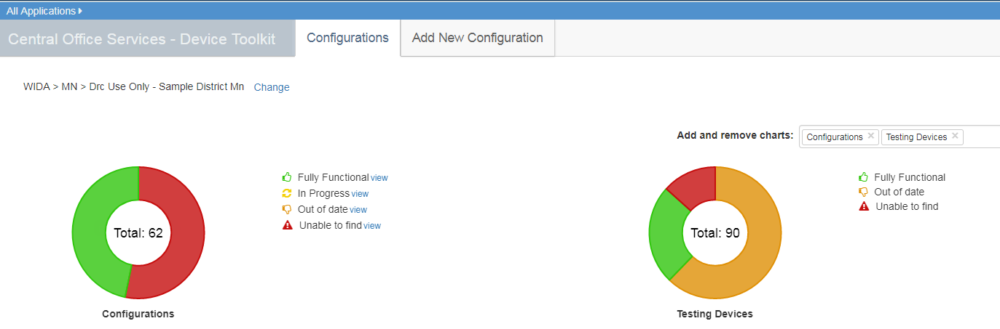 All Applications
Central Office Services - Device Toolkit
Configurations
Add New Configuration
WIDA > MN > Drc Use Only - Sample District Mn Change
Add and remove charts: Configurations × Testing Devices ×
Total: 62
Fully Functional view
In Progress view
Out of date view
Unable to find view
Configurations
Total: 90
Fully Functional
Out of date
Unable to find
Testing Devices